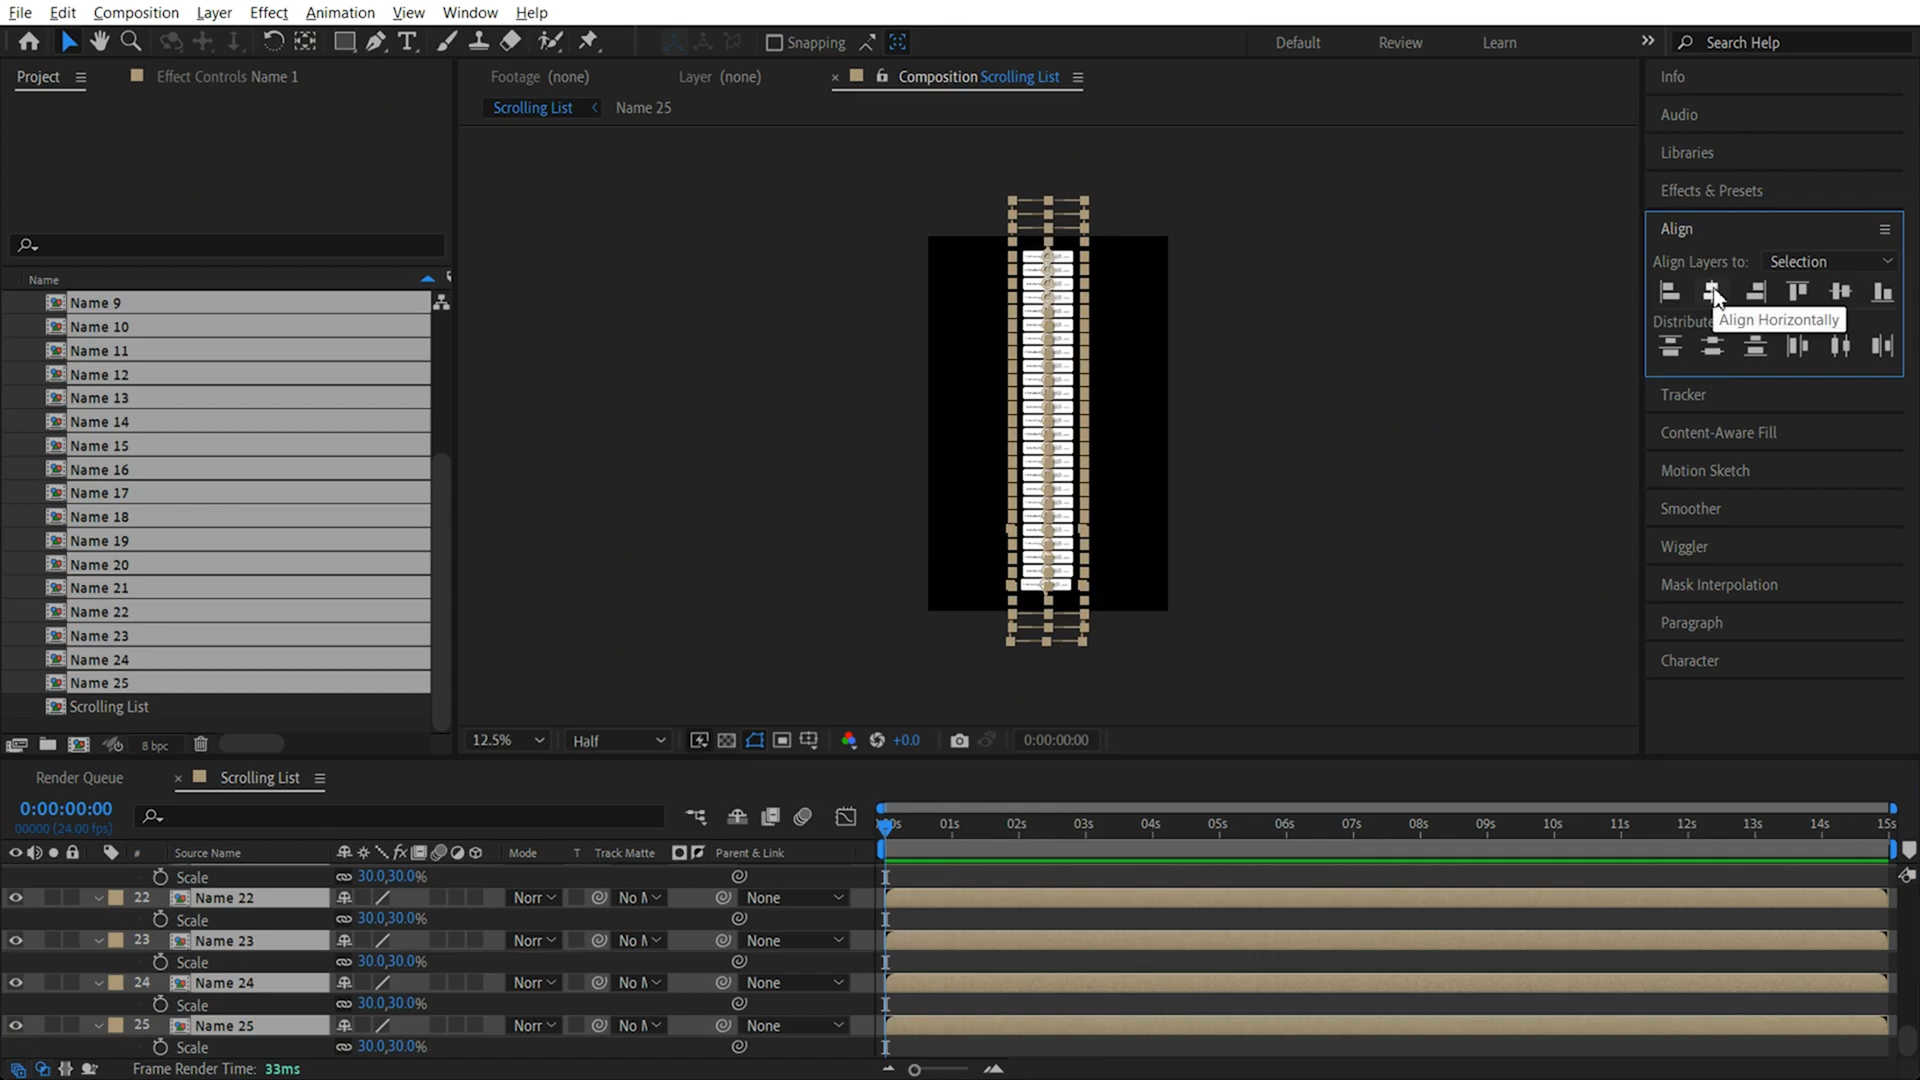 File Edit Composition Layer Effect Animation View Window Help
Snapping
Default Review Learn
Search Help
Project
Effect Controls Name 1
Footage (none)
Layer (none)
Composition Scrolling List
Scrolling List
Name 25
Info
Audio
Libraries
Effects & Presets
Align
Align Layers to: Selection
Align Horizontally
Distribute
Tracker
Content-Aware Fill
Motion Sketch
Smoother
Wiggler
Mask Interpolation
Paragraph
Character
Name
Name 9
Name 10
Name 11
Name 12
Name 13
Name 14
Name 15
Name 16
Name 17
Name 18
Name 19
Name 20
Name 21
Name 22
Name 23
Name 24
Name 25
Scrolling List
8 bpc
12.5%
Half
+0.0
0:00:00:00
Render Queue
Scrolling List
0:00:00:00
00000 (24.00 fps)
01s 02s 03s 04s 05s 06s 07s 08s 09s 10s 11s 12s 13s 14s 15s
# Source Name Mode T Track Matte Parent & Link
Scale 30.0,30.0%
22 Name 22 Norr No M None
Scale 30.0,30.0%
23 Name 23 Norr No M None
Scale 30.0,30.0%
24 Name 24 Norr No M None
Scale 30.0,30.0%
25 Name 25 Norr No M None
Scale 30.0,30.0%
Frame Render Time: 33ms